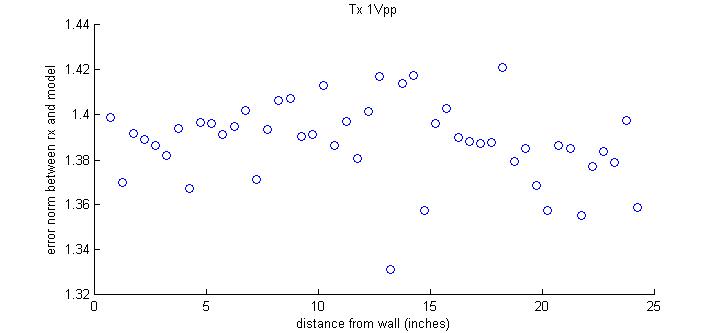 Tx 1Vpp
1.44
1.42
1.4
1.38
1.36
1.34
1.32
error norm between rx and model
0 5 10 15 20 25
distance from wall (inches)